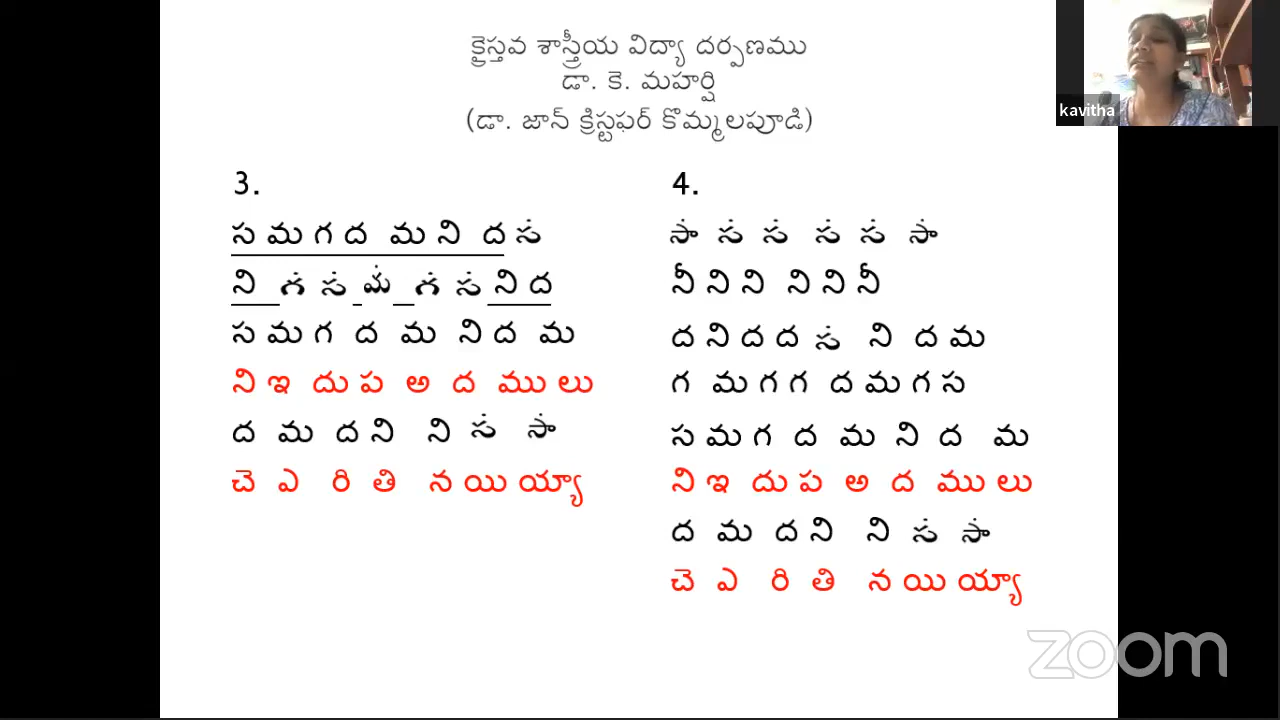 క్రైస్తవ శాస్త్రీయ విద్యా దర్పణము
డా. కె. మహర్షి
(డా. జాన్ క్రిస్టఫర్ కొమ్మలపూడి)
kavitha
3.
స మ గ ద మ ని ద సం
ని గం సం మం గం సం ని ద
స మ గ ద మ ని ద మ
ని ఇ దు ప అ ద ము లు
ద మ ద ని ని సం సాం
చె ఎ రి తి న యి య్యా
4.
సాం సం సం సం సం సాం
నీ ని ని ని ని నీ
ద ని ద ద సం ని ద మ
గ మ గ గ ద మ గ స
స మ గ ద మ ని ద మ
ని ఇ దు ప అ ద ము లు
ద మ ద ని ని సం సాం
చె ఎ రి తి న యి య్యా
zoom